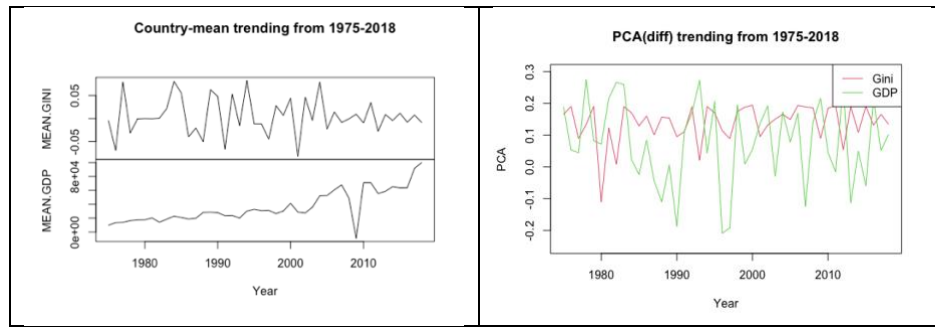 Country-mean trending from 1975-2018
MEAN.GINI
0.05
-0.05
MEAN.GDP
8e+04
0e+00
1980 1990 2000 2010
Year
PCA(diff) trending from 1975-2018
Gini
GDP
PCA
0.3
0.2
0.1
0.0
-0.1
-0.2
1980 1990 2000 2010
Year